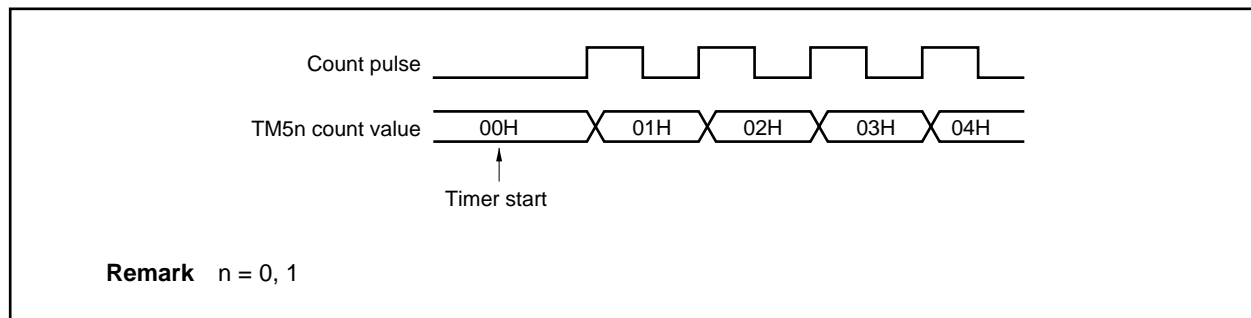 Count pulse
TM5n count value 00H 01H 02H 03H 04H
Timer start
Remark n = 0, 1